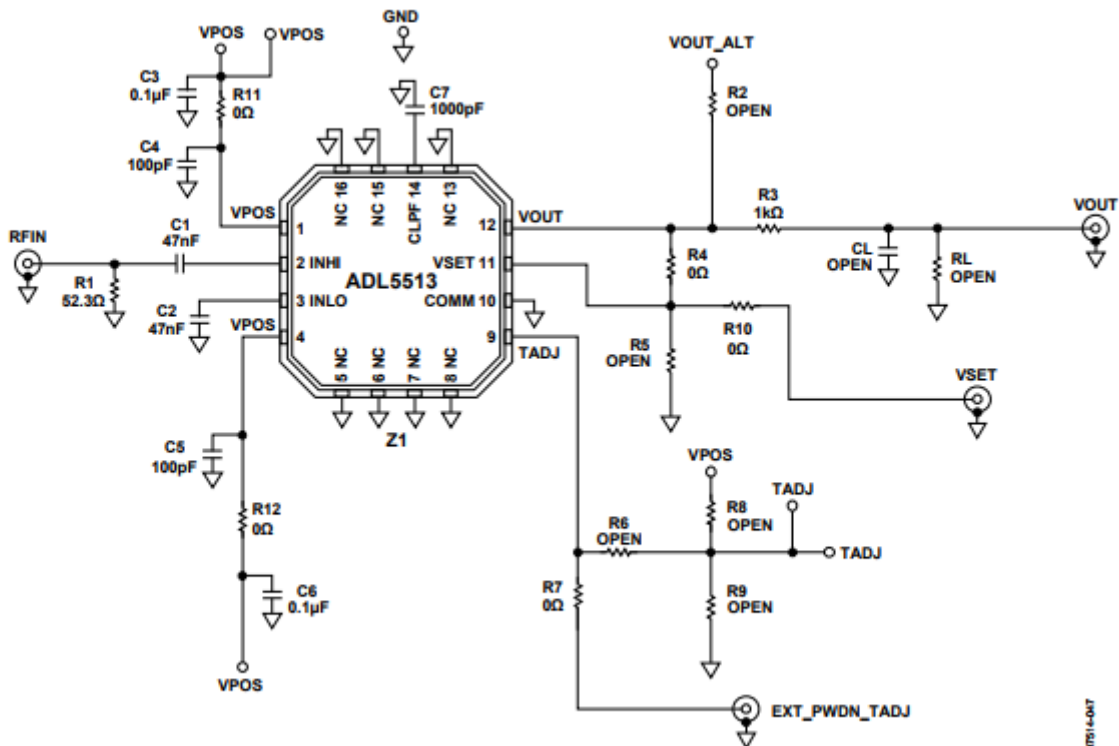 GND
VPOS
VPOS
VOUT_ALT
C3
0.1µF
R11
0Ω
C7
1000pF
R2
OPEN
C4
100pF
NC 16
NC 15
CLPF 14
NC 13
R3
1kΩ
VOUT
VPOS
1
12
VOUT
RFIN
C1
47nF
R4
0Ω
CL
OPEN
RL
OPEN
2 INHI
VSET 11
R1
52.3Ω
ADL5513
C2
47nF
3 INLO
COMM 10
R10
0Ω
VPOS
4
9
TADJ
R5
OPEN
5 NC
6 NC
7 NC
8 NC
VSET
Z1
C5
100pF
VPOS
TADJ
R12
0Ω
R8
OPEN
R6
OPEN
TADJ
C6
0.1µF
R7
0Ω
R9
OPEN
VPOS
EXT_PWDN_TADJ